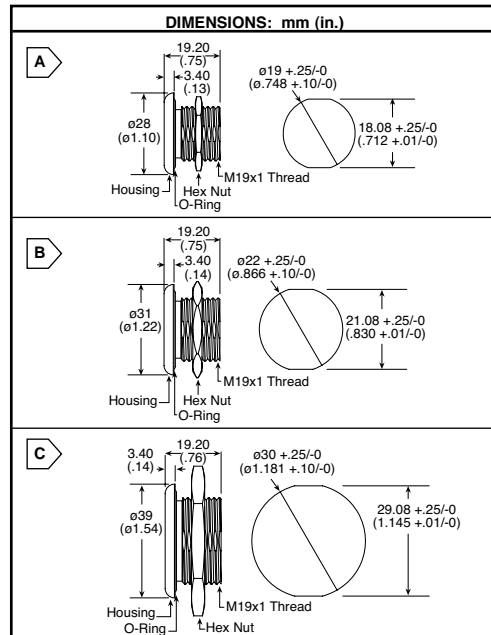 DIMENSIONS: mm (in.)
A
19.20
(.75)
3.40
(.13)
ø28
(ø1.10)
ø19 +.25/-0
(ø.748 +.10/-0)
18.08 +.25/-0
(.712 +.01/-0)
M19x1 Thread
Housing
Hex Nut
O-Ring
B
19.20
(.75)
3.40
(.14)
ø31
(ø1.22)
ø22 +.25/-0
(ø.866 +.10/-0)
21.08 +.25/-0
(.830 +.01/-0)
M19x1 Thread
Housing
Hex Nut
O-Ring
C
19.20
(.76)
3.40
(.14)
ø39
(ø1.54)
ø30 +.25/-0
(ø1.181 +.10/-0)
29.08 +.25/-0
(1.145 +.01/-0)
M19x1 Thread
Housing
O-Ring
Hex Nut